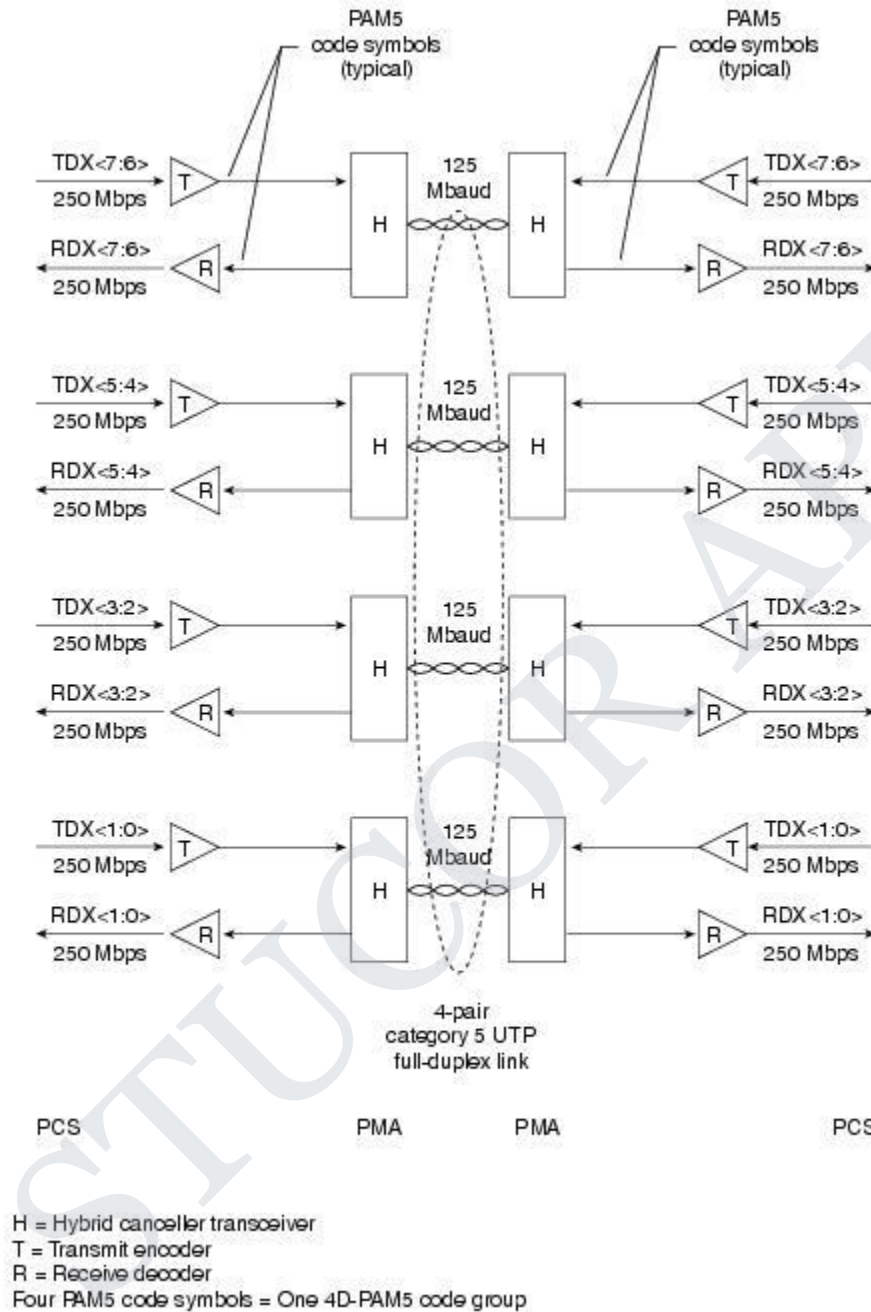 PAM5
code symbols
(typical)
PAM5
code symbols
(typical)
TDX<7:6>
250 Mbps
T
RDX<7:6>
250 Mbps
R
H
125
Mbaud
H
TDX<7:6>
250 Mbps
T
RDX<7:6>
250 Mbps
R
TDX<5:4>
250 Mbps
T
RDX<5:4>
250 Mbps
R
H
125
Mbaud
H
TDX<5:4>
250 Mbps
T
RDX<5:4>
250 Mbps
R
TDX<3:2>
250 Mbps
T
RDX<3:2>
250 Mbps
R
H
125
Mbaud
H
TDX<3:2>
250 Mbps
T
RDX<3:2>
250 Mbps
R
TDX<1:0>
250 Mbps
T
RDX<1:0>
250 Mbps
R
H
125
Mbaud
H
TDX<1:0>
250 Mbps
T
RDX<1:0>
250 Mbps
R
4-pair
category 5 UTP
full-duplex link
PCS PMA PMA PCS
H = Hybrid canceller transceiver
T = Transmit encoder
R = Receive decoder
Four PAM5 code symbols = One 4D-PAM5 code group
STUCOR